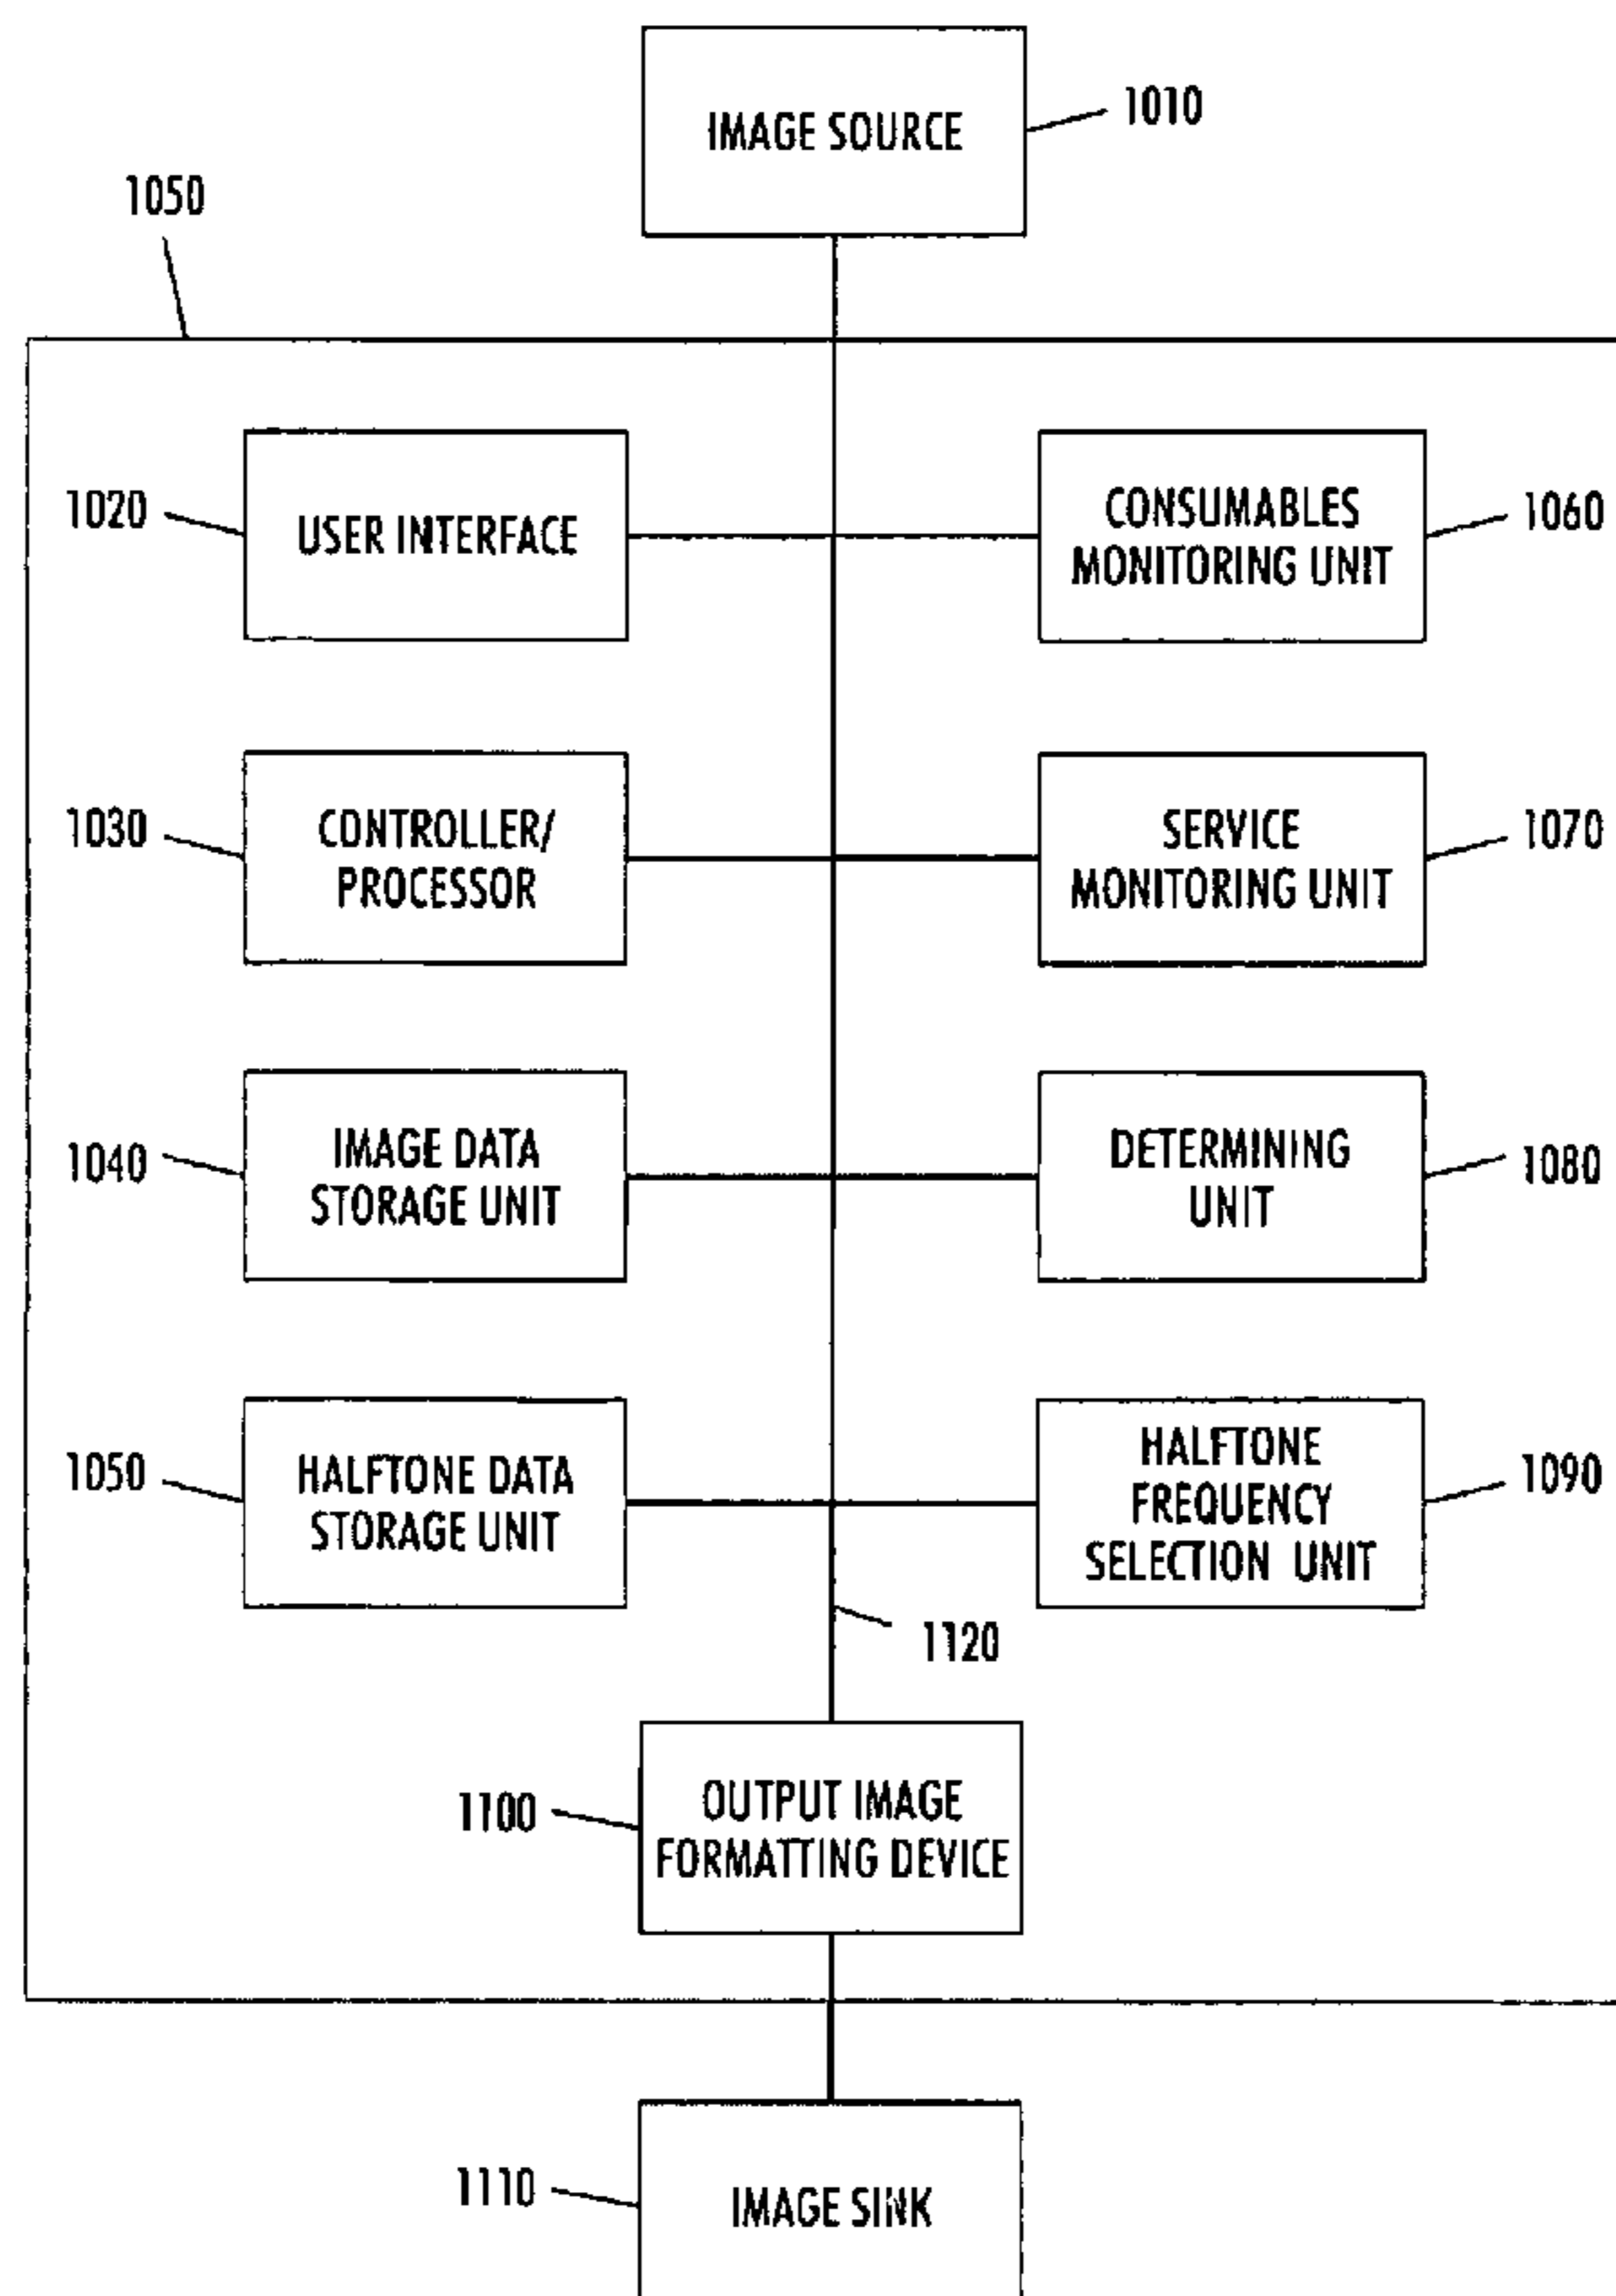 IMAGE SOURCE
1010
1050
1020
USER INTERFACE
CONSUMABLES
MONITORING UNIT
1060
1030
CONTROLLER/
PROCESSOR
SERVICE
MONITORING UNIT
1070
1040
IMAGE DATA
STORAGE UNIT
DETERMINING
UNIT
1080
1050
HALFTONE DATA
STORAGE UNIT
HALFTONE
FREQUENCY
SELECTION UNIT
1090
1120
1100
OUTPUT IMAGE
FORMATTING DEVICE
1110
IMAGE SINK